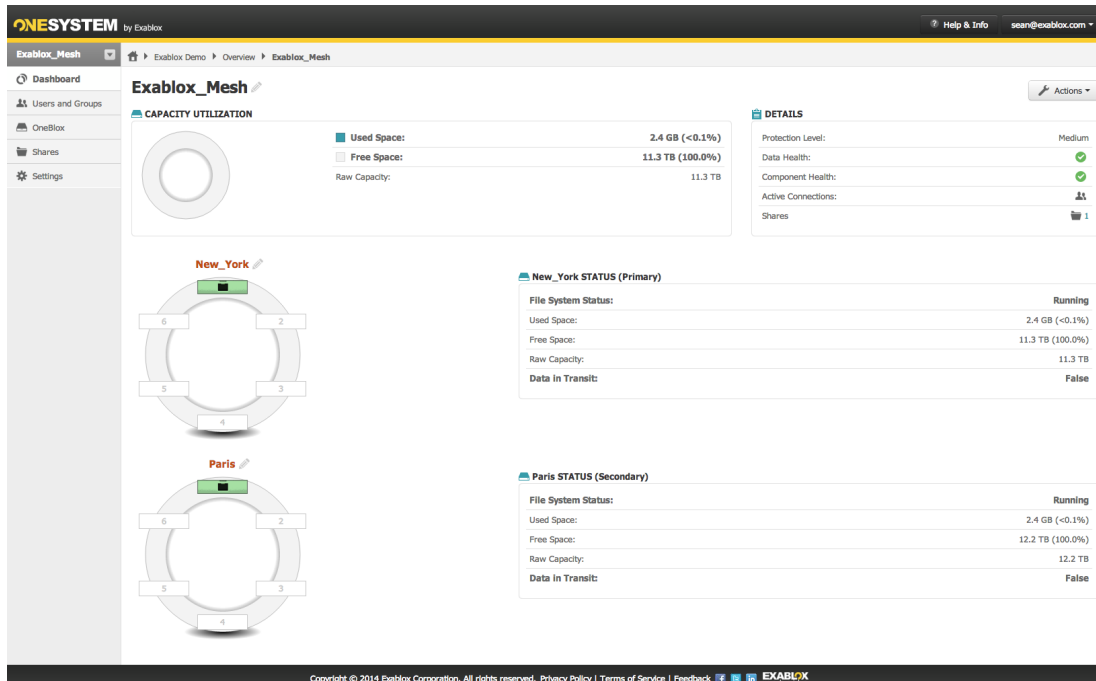 ONESYSTEM by Exablox
Help & Info
sean@exablox.com
Exablox_Mesh
Exablox Demo Overview Exablox_Mesh
Dashboard
Users and Groups
OneBlox
Shares
Settings
Exablox_Mesh
Actions
CAPACITY UTILIZATION
Used Space: 2.4 GB (<0.1%)
Free Space: 11.3 TB (100.0%)
Raw Capacity: 11.3 TB
DETAILS
Protection Level: Medium
Data Health:
Component Health:
Active Connections:
Shares 1
New_York
6 2
5 3
4
New_York STATUS (Primary)
File System Status: Running
Used Space: 2.4 GB (<0.1%)
Free Space: 11.3 TB (100.0%)
Raw Capacity: 11.3 TB
Data in Transit: False
Paris
6 2
5 3
4
Paris STATUS (Secondary)
File System Status: Running
Used Space: 2.4 GB (<0.1%)
Free Space: 12.2 TB (100.0%)
Raw Capacity: 12.2 TB
Data in Transit: False
Copyright © 2014 Exablox Corporation. All rights reserved. Privacy Policy | Terms of Service | Feedback EXABLOX